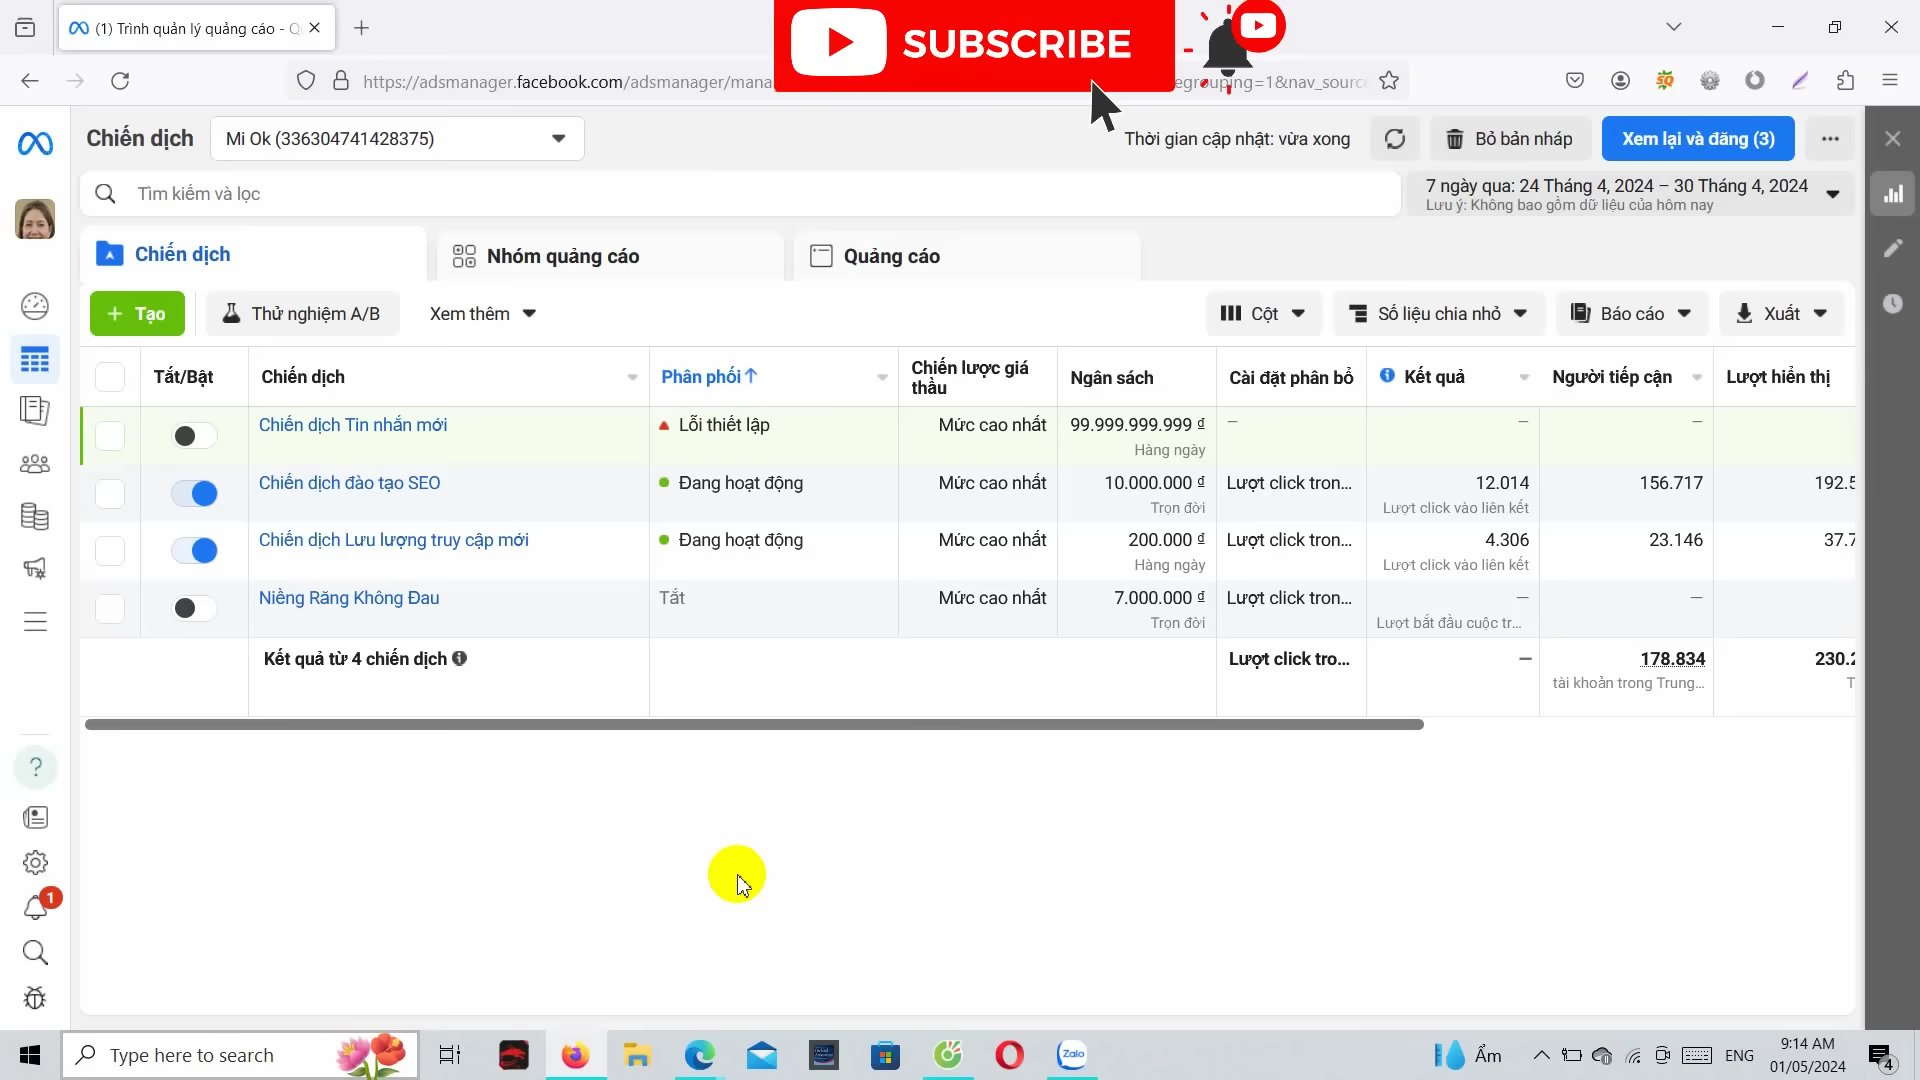 (1) Trình quản lý quảng cáo - Q
SUBSCRIBE
https://adsmanager.facebook.com/adsmanager/mana
egrouping=1&nav_source
Chiến dịch
Mi Ok (336304741428375)
Thời gian cập nhật: vừa xong
Bỏ bản nháp
Xem lại và đăng (3)
Tìm kiếm và lọc
7 ngày qua: 24 Tháng 4, 2024 – 30 Tháng 4, 2024
Lưu ý: Không bao gồm dữ liệu của hôm nay
Chiến dịch
Nhóm quảng cáo
Quảng cáo
+ Tạo
Thử nghiệm A/B
Xem thêm
Cột
Số liệu chia nhỏ
Báo cáo
Xuất
Tắt/Bật
Chiến dịch
Phân phối↑
Chiến lược giá thầu
Ngân sách
Cài đặt phân bổ
Kết quả
Người tiếp cận
Lượt hiển thị
Chiến dịch Tin nhắn mới
Lỗi thiết lập
Mức cao nhất
99.999.999.999 ₫
Hàng ngày
—
—
—
Chiến dịch đào tạo SEO
Đang hoạt động
Mức cao nhất
10.000.000 ₫
Trọn đời
Lượt click tron...
12.014
Lượt click vào liên kết
156.717
192.5
Chiến dịch Lưu lượng truy cập mới
Đang hoạt động
Mức cao nhất
200.000 ₫
Hàng ngày
Lượt click tron...
4.306
Lượt click vào liên kết
23.146
37.7
Niềng Răng Không Đau
Tắt
Mức cao nhất
7.000.000 ₫
Trọn đời
Lượt click tron...
—
Lượt bắt đầu cuộc tr...
—
Kết quả từ 4 chiến dịch
Lượt click tro...
—
178.834
tài khoản trong Trung...
230.2
T
1
Type here to search
Zalo
Ẩm
ENG
9:14 AM
01/05/2024
4